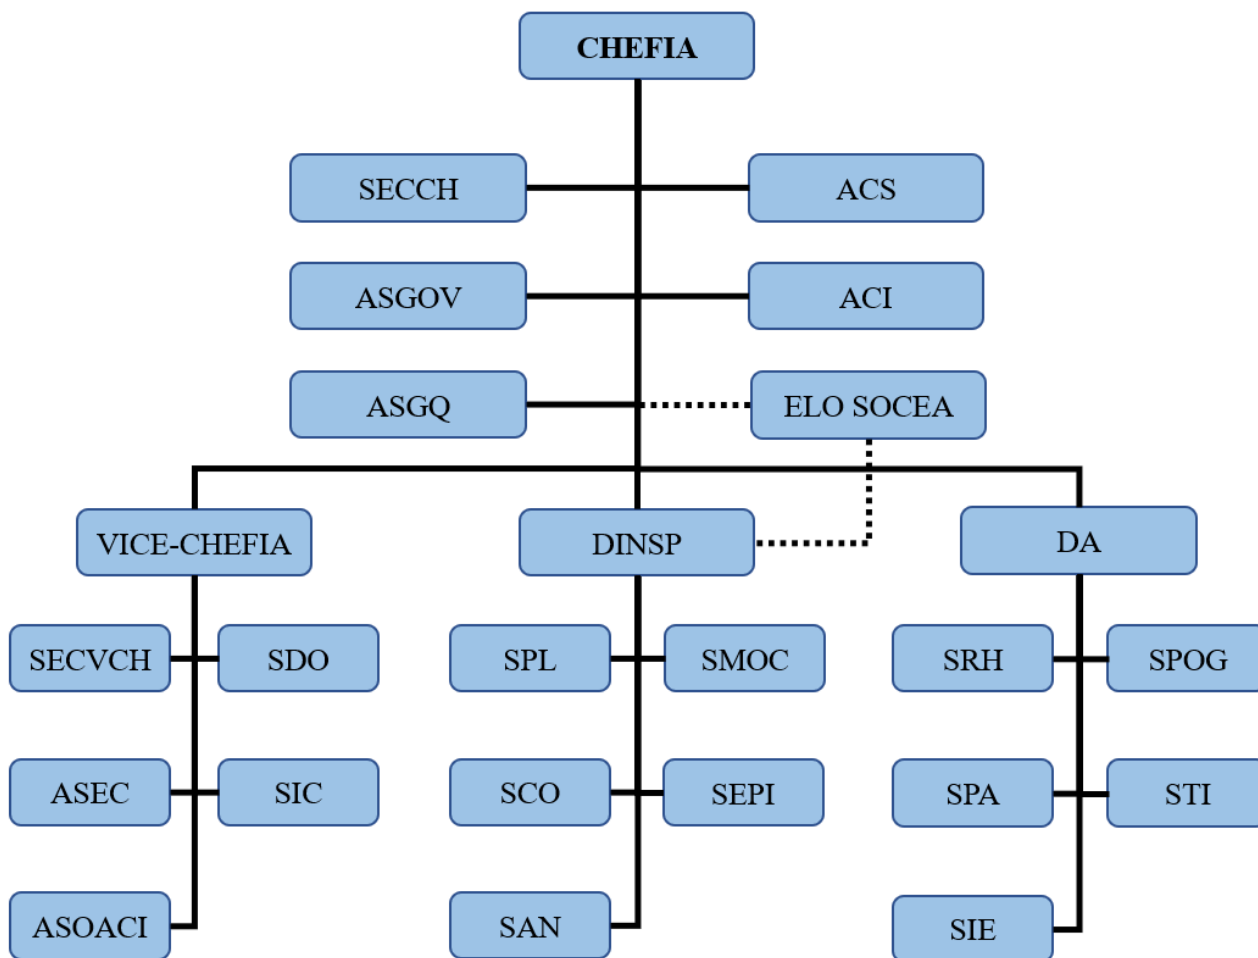 CHEFIA
SECCH
ACS
ASGOV
ACI
ASGQ
ELO SOCEA
VICE-CHEFIA
DINSP
DA
SECVCH
SDO
SPL
SMOC
SRH
SPOG
ASEC
SIC
SCO
SEPI
SPA
STI
ASOACI
SAN
SIE